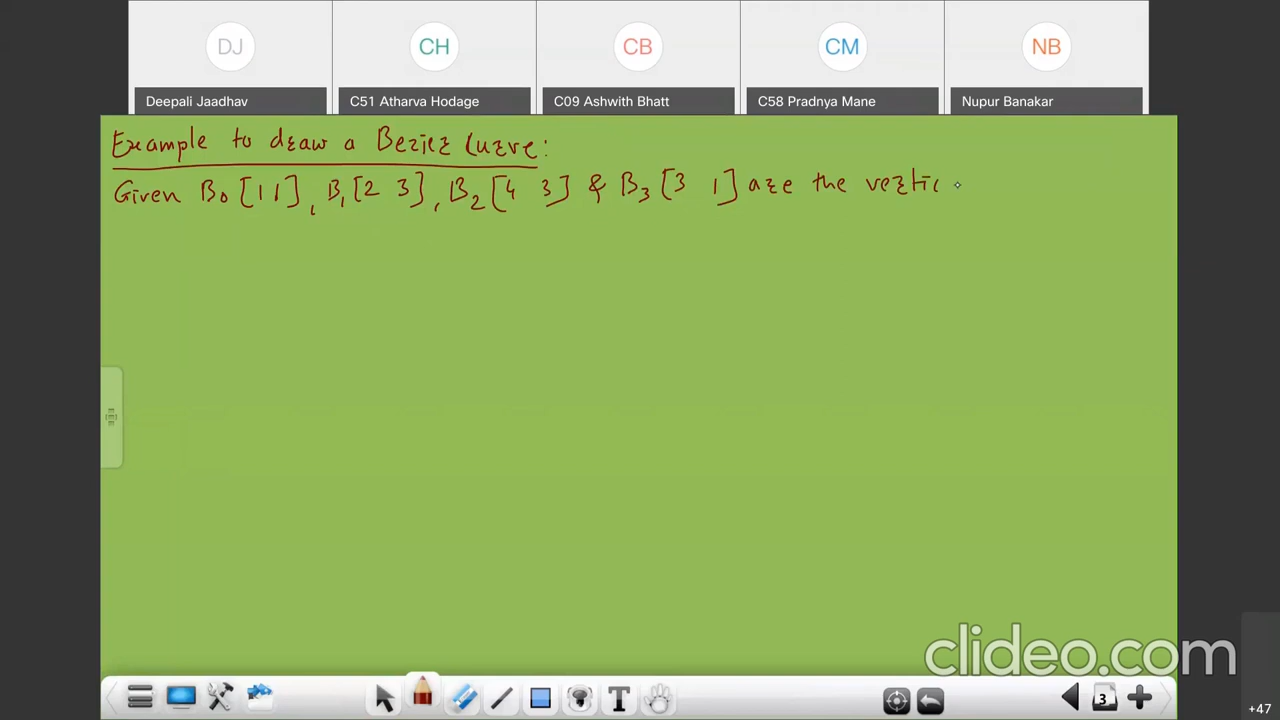 DJ CH CB CM NB
Deepali Jaadhav C51 Atharva Hodage C09 Ashwith Bhatt C58 Pradnya Mane Nupur Banakar
Example to draw a Bezier Curve:
Given B0 [1 1], B1 [2 3], B2 [4 3] & B3 [3 1] are the vertic
clideo.com
T 3
+47